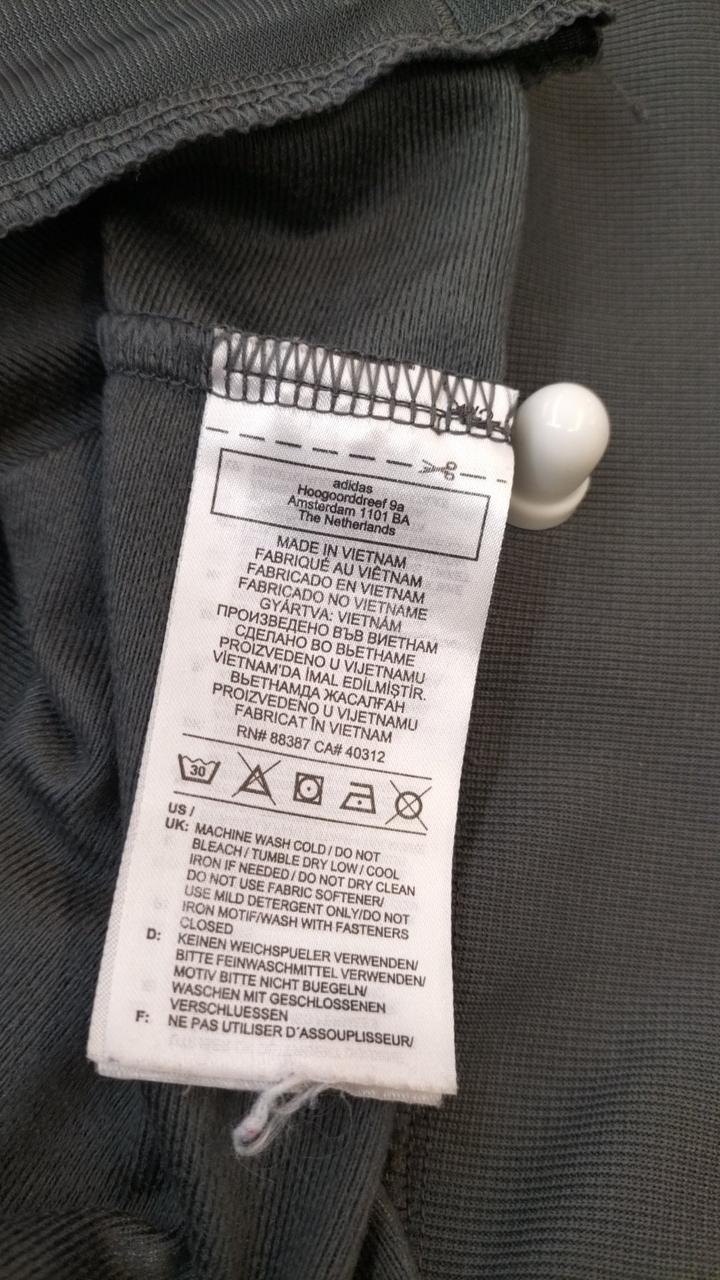 adidas
Hoogoorddreef 9a
Amsterdam 1101 BA
The Netherlands
MADE IN VIETNAM
FABRIQUÉ AU VIÊTNAM
FABRICADO EN VIETNAM
FABRICADO NO VIETNAME
GYÁRTVA: VIETNÁM
ПРОИЗВЕДЕНО ВЪВ ВИЕТНАМ
СДЕЛАНО ВО ВЬЕТНАМЕ
PROIZVEDENO U VIJETNAMU
VİETNAM'DA İMAL EDİLMİŞTİR.
ВЬЕТНАМДА ЖАСАЛҒАН
PROIZVEDENO U VIJETNAMU
FABRICAT ÎN VIETNAM
RN# 88387 CA# 40312
30
US /
UK: MACHINE WASH COLD / DO NOT
BLEACH / TUMBLE DRY LOW / COOL
IRON IF NEEDED / DO NOT DRY CLEAN
DO NOT USE FABRIC SOFTENER/
USE MILD DETERGENT ONLY/DO NOT
IRON MOTIF/WASH WITH FASTENERS
CLOSED
D: KEINEN WEICHSPUELER VERWENDEN/
BITTE FEINWASCHMITTEL VERWENDEN/
MOTIV BITTE NICHT BUEGELN/
WASCHEN MIT GESCHLOSSENEN
VERSCHLUESSEN
F: NE PAS UTILISER D´ASSOUPLISSEUR/